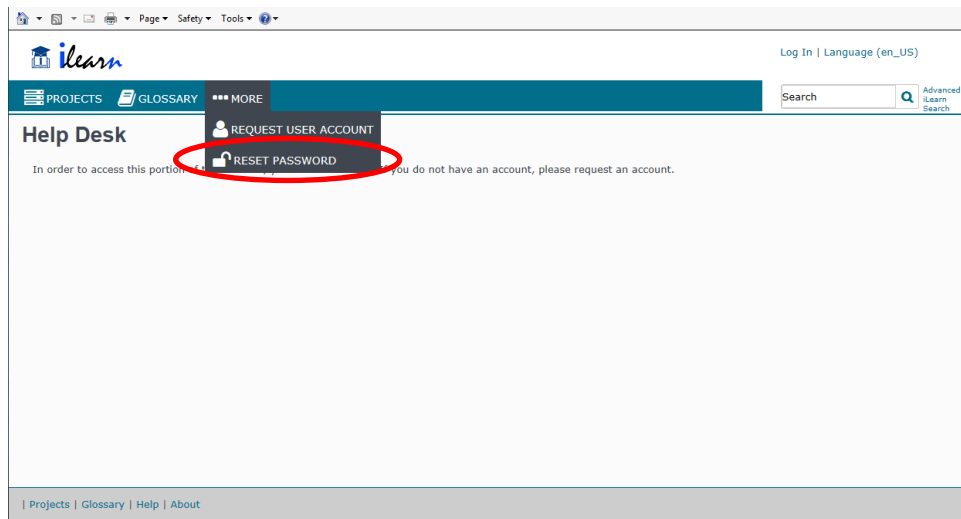 Page Safety Tools
ilearn
Log In | Language (en_US)
PROJECTS GLOSSARY MORE
Search
Advanced
iLearn
Search
REQUEST USER ACCOUNT
RESET PASSWORD
Help Desk
In order to access this portion of t you do not have an account, please request an account.
| Projects | Glossary | Help | About